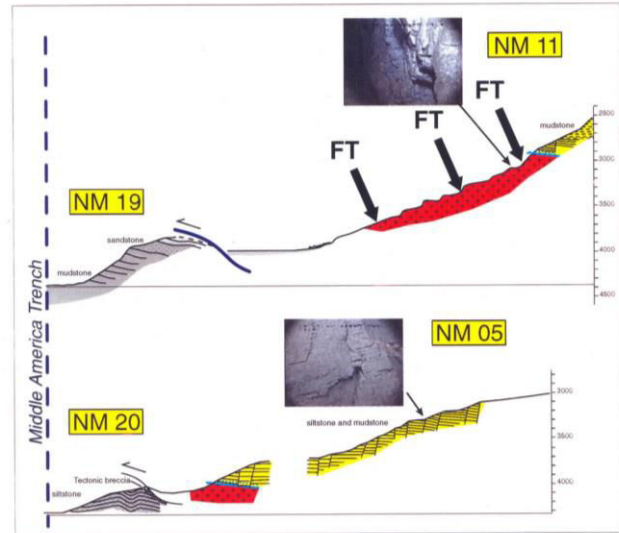 NM 11
FT
FT
FT
mudstone
NM 19
sandstone
mudstone
2500
3000
3500
4000
4500
Middle America Trench
NM 05
siltstone and mudstone
NM 20
Tectonic breccia
siltstone
3000
3500
4000